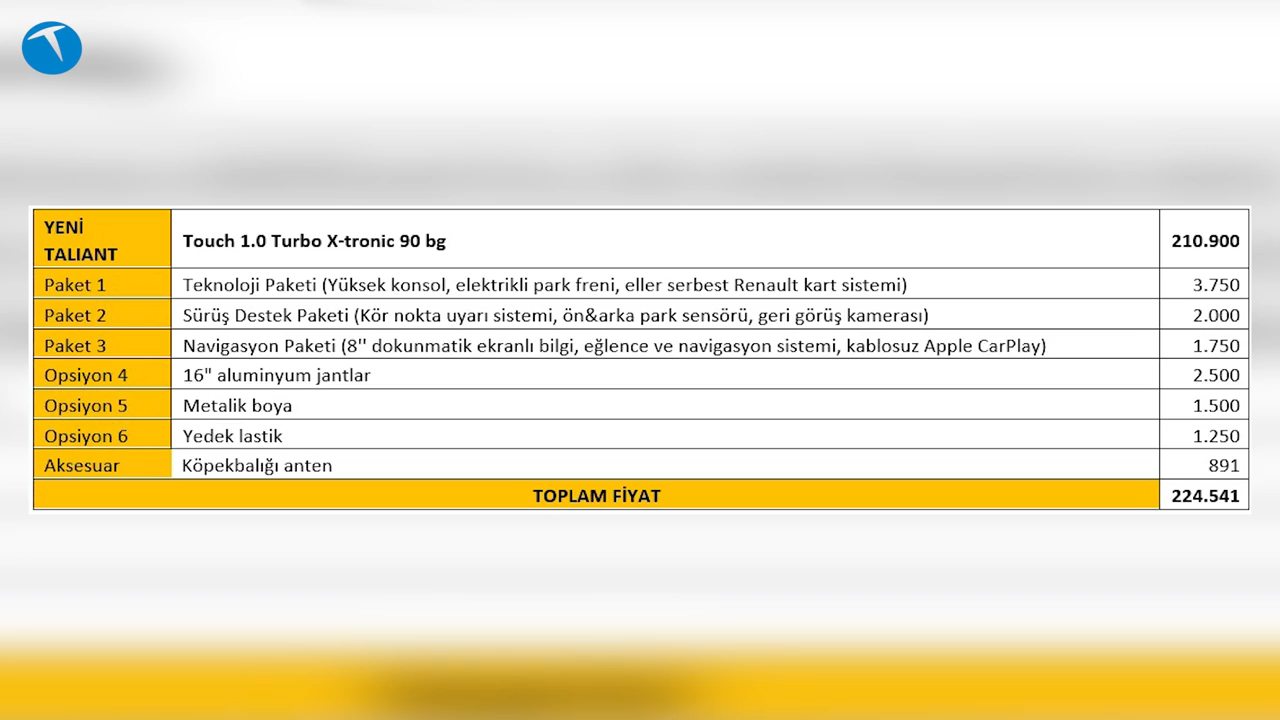 YENİ
TALIANT
Touch 1.0 Turbo X-tronic 90 bg 210.900
Paket 1 Teknoloji Paketi (Yüksek konsol, elektrikli park freni, eller serbest Renault kart sistemi) 3.750
Paket 2 Sürüş Destek Paketi (Kör nokta uyarı sistemi, ön&arka park sensörü, geri görüş kamerası) 2.000
Paket 3 Navigasyon Paketi (8'' dokunmatik ekranlı bilgi, eğlence ve navigasyon sistemi, kablosuz Apple CarPlay) 1.750
Opsiyon 4 16" aluminyum jantlar 2.500
Opsiyon 5 Metalik boya 1.500
Opsiyon 6 Yedek lastik 1.250
Aksesuar Köpekbalığı anten 891
TOPLAM FİYAT 224.541